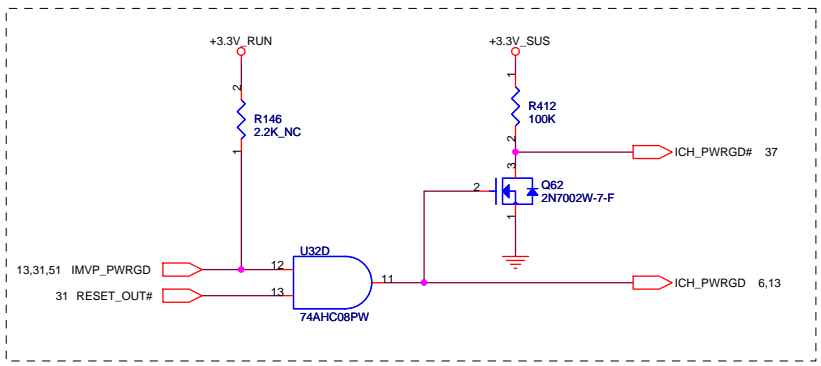 +3.3V_RUN
+3.3V_SUS
2
R146
2.2K_NC
1
1
R412
100K
2
ICH_PWRGD# 37
3
2
Q62
2N7002W-7-F
1
U32D
13,31,51 IMVP_PWRGD
12
11
ICH_PWRGD 6,13
31 RESET_OUT#
13
74AHC08PW